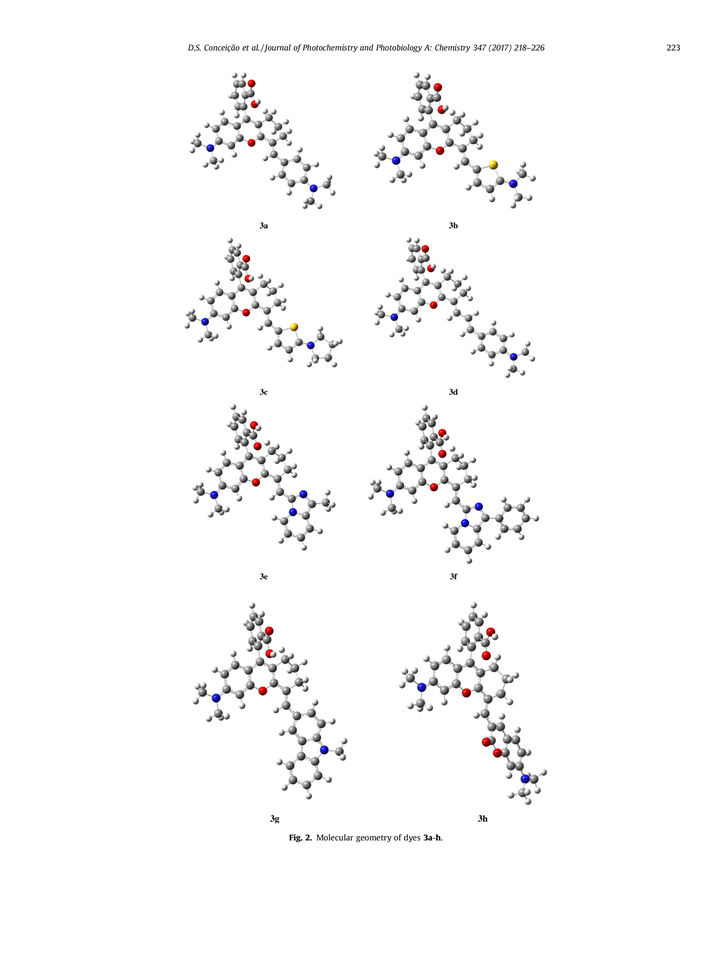 D.S. Conceição et al. / Journal of Photochemistry and Photobiology A: Chemistry 347 (2017) 218–226 223
3a 3b
3c 3d
3e 3f
3g 3h
Fig. 2. Molecular geometry of dyes 3a-h.